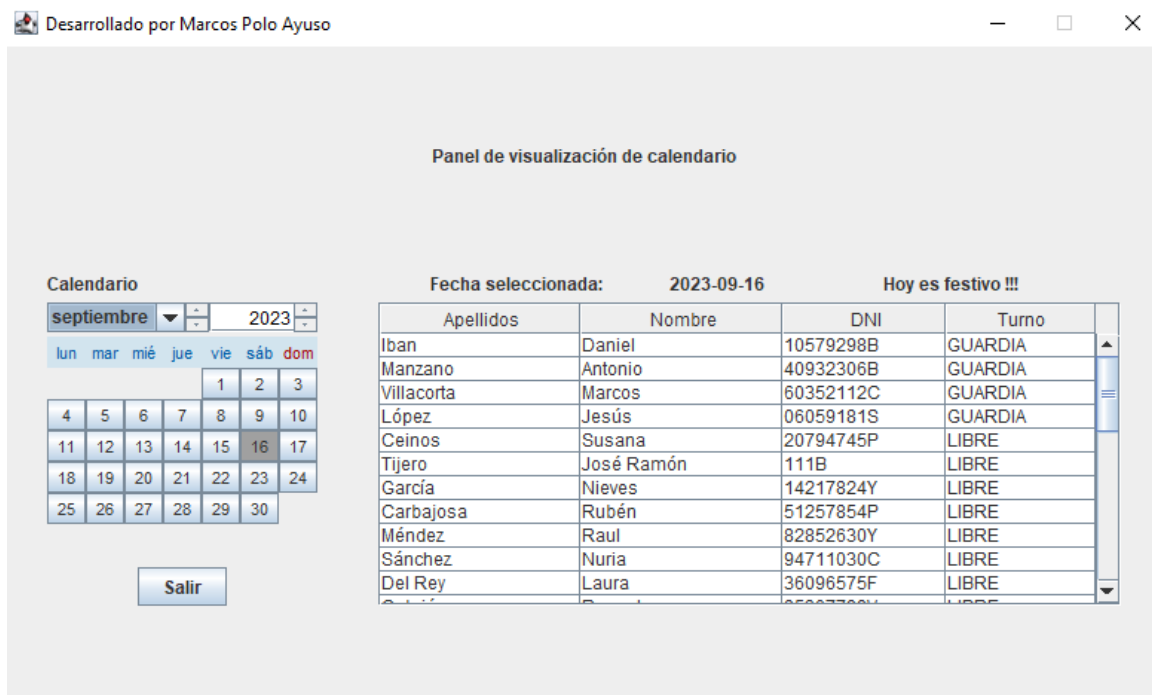 Desarrollado por Marcos Polo Ayuso
Panel de visualización de calendario
Calendario
septiembre 2023
lun mar mié jue vie sáb dom
1 2 3
4 5 6 7 8 9 10
11 12 13 14 15 16 17
18 19 20 21 22 23 24
25 26 27 28 29 30
Salir
Fecha seleccionada: 2023-09-16 Hoy es festivo !!!
Apellidos Nombre DNI Turno
Iban Daniel 10579298B GUARDIA
Manzano Antonio 40932306B GUARDIA
Villacorta Marcos 60352112C GUARDIA
López Jesús 06059181S GUARDIA
Ceinos Susana 20794745P LIBRE
Tijero José Ramón 111B LIBRE
García Nieves 14217824Y LIBRE
Carbajosa Rubén 51257854P LIBRE
Méndez Raul 82852630Y LIBRE
Sánchez Nuria 94711030C LIBRE
Del Rey Laura 36096575F LIBRE
LIBRE